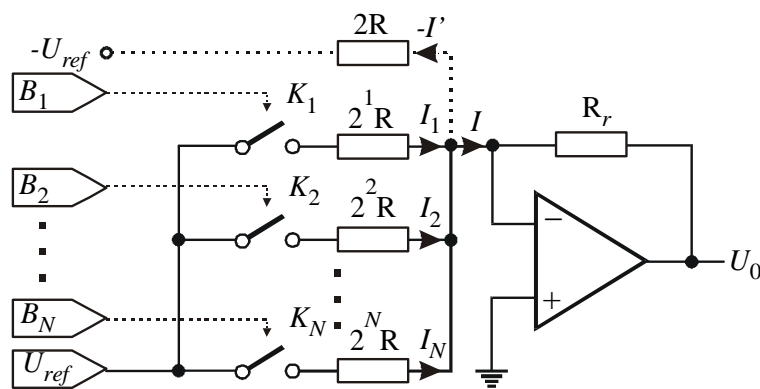 2R -I’
-U_ref
B_1 K_1 2^1R I_1 I R_r
B_2 K_2 2^2R I_2 −
U_0
B_N K_N 2^NR I_N +
U_ref